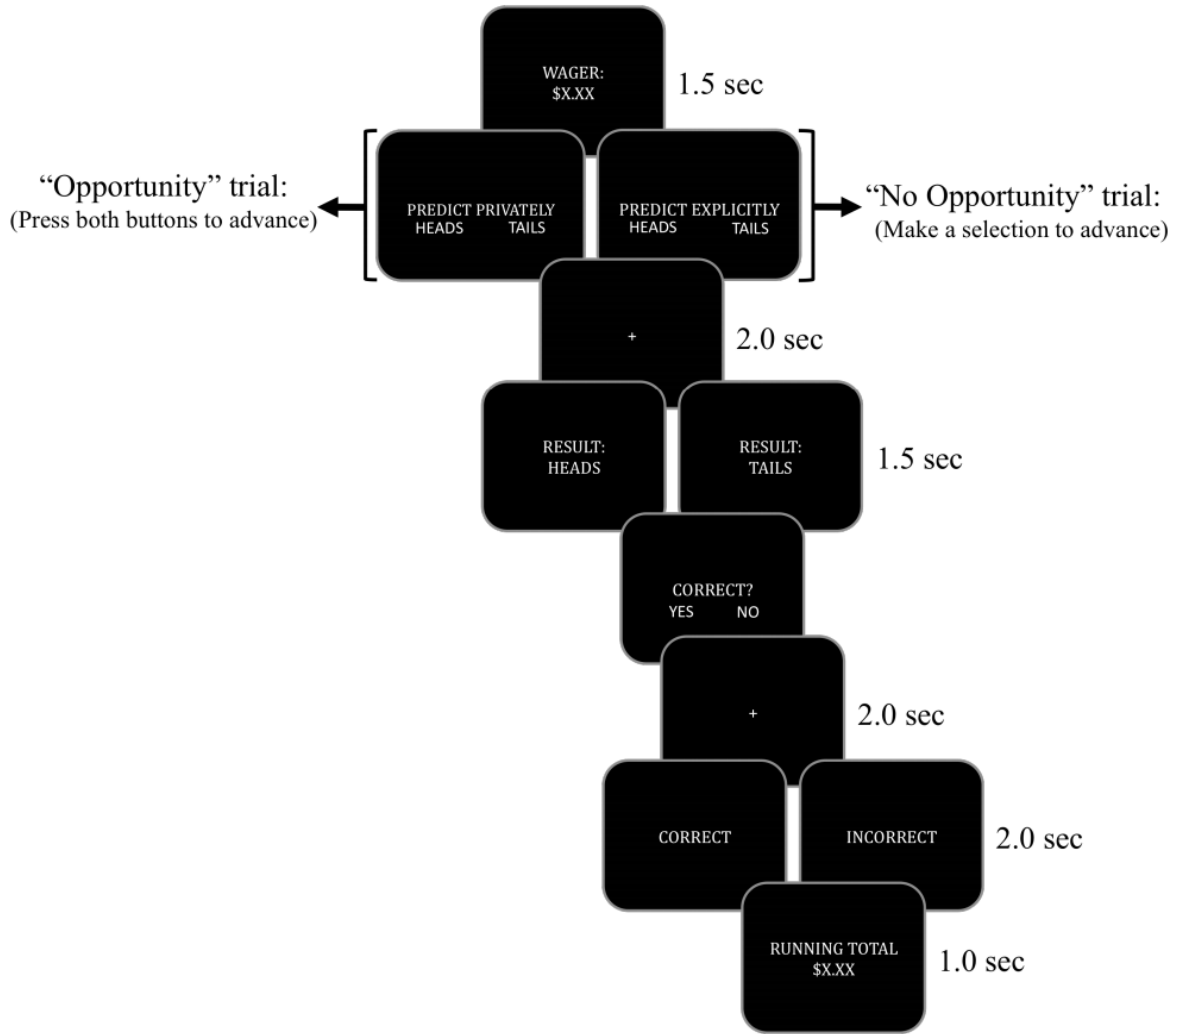 WAGER:
$X.XX
1.5 sec
“Opportunity” trial:
(Press both buttons to advance)
PREDICT PRIVATELY
HEADS TAILS
PREDICT EXPLICITLY
HEADS TAILS
“No Opportunity” trial:
(Make a selection to advance)
+
2.0 sec
RESULT:
HEADS
RESULT:
TAILS
1.5 sec
CORRECT?
YES NO
+
2.0 sec
CORRECT
INCORRECT
2.0 sec
RUNNING TOTAL
$X.XX
1.0 sec